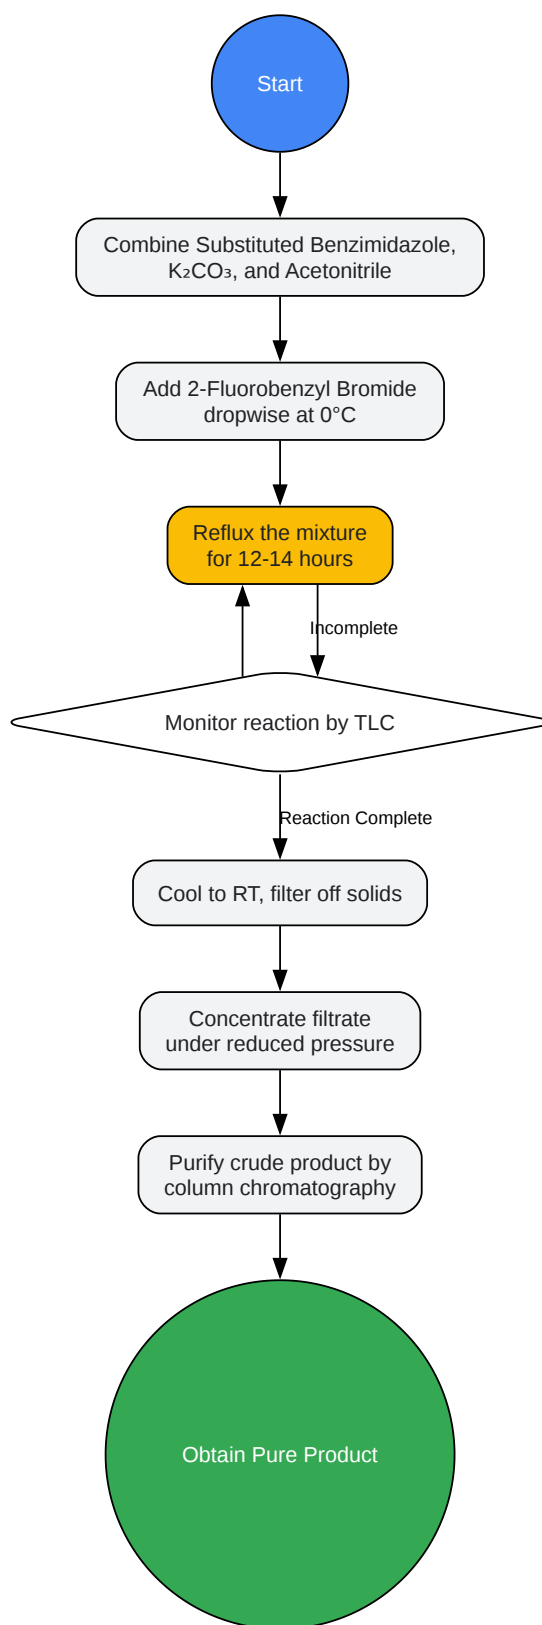 Start
Combine Substituted Benzimidazole,
K₂CO₃, and Acetonitrile
Add 2-Fluorobenzyl Bromide
dropwise at 0°C
Reflux the mixture
for 12-14 hours
Incomplete
Monitor reaction by TLC
Reaction Complete
Cool to RT, filter off solids
Concentrate filtrate
under reduced pressure
Purify crude product by
column chromatography
Obtain Pure Product